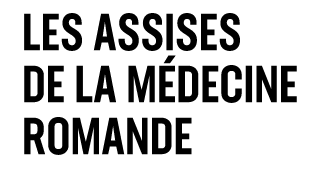 LES ASSISES
DE LA MÉDECINE
ROMANDE